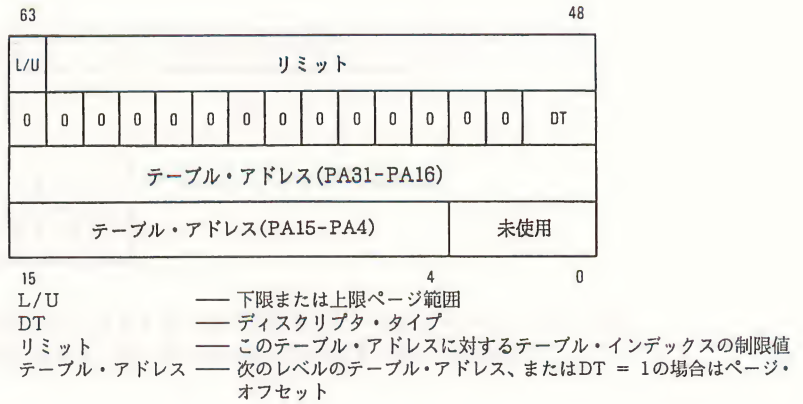 63 48
L/U リミット
0 0 0 0 0 0 0 0 0 0 0 0 0 0 DT
テーブル・アドレス(PA31-PA16)
テーブル・アドレス(PA15-PA4) 未使用
15 4 0
L/U ── 下限または上限ページ範囲
DT ── ディスクリプタ・タイプ
リミット ── このテーブル・アドレスに対するテーブル・インデックスの制限値
テーブル・アドレス ── 次のレベルのテーブル・アドレス、またはDT = 1の場合はページ・
オフセット